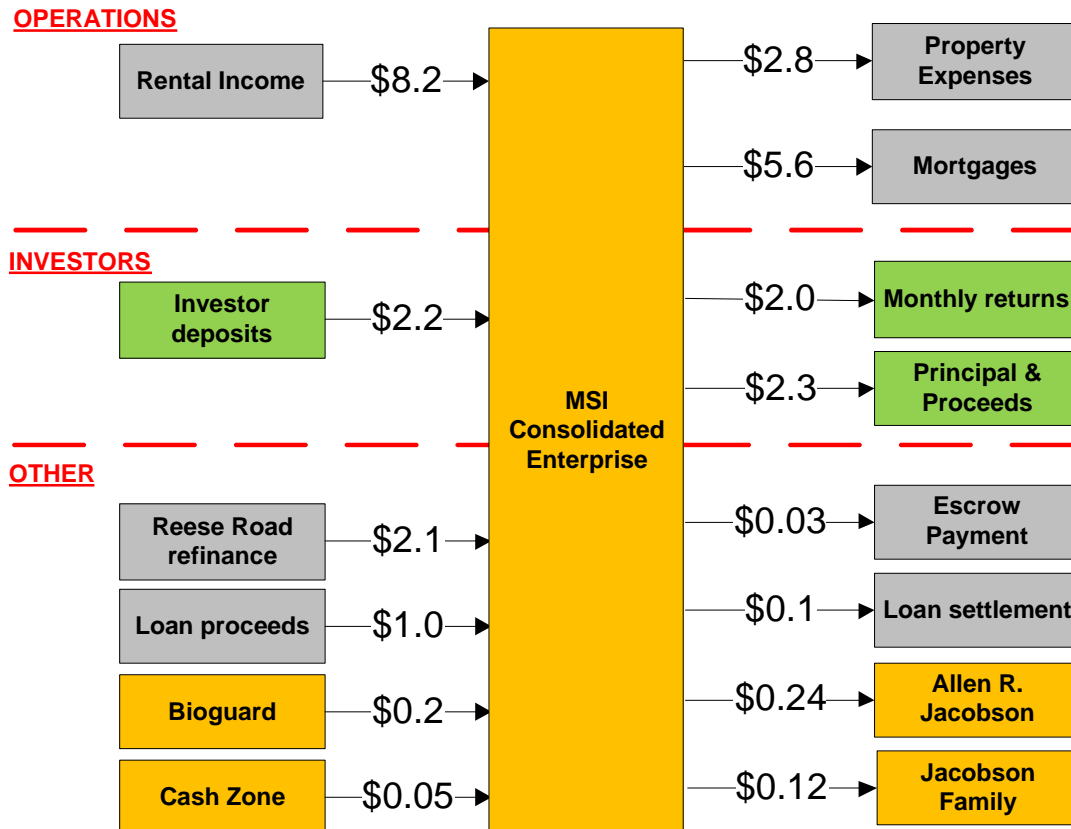 OPERATIONS
Rental Income
$8.2
$2.8
Property
Expenses
$5.6
Mortgages
INVESTORS
Investor
deposits
$2.2
$2.0
Monthly returns
$2.3
Principal &
Proceeds
MSI
Consolidated
Enterprise
OTHER
Reese Road
refinance
$2.1
$0.03
Escrow
Payment
Loan proceeds
$1.0
$0.1
Loan settlement
Bioguard
$0.2
$0.24
Allen R.
Jacobson
Cash Zone
$0.05
$0.12
Jacobson
Family